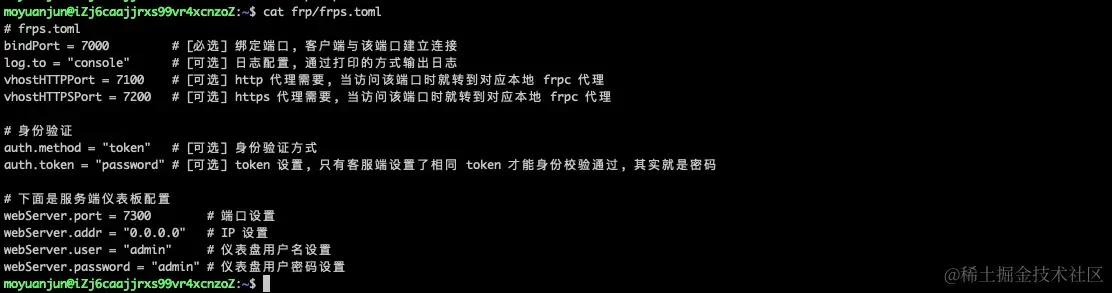 moyuanjun@iZj6caajjrxs99vr4xcnzoZ:~$ cat frp/frps.toml
# frps.toml
bindPort = 7000 # [必选] 绑定端口，客户端与该端口建立连接
log.to = "console" # [可选] 日志配置，通过打印的方式输出日志
vhostHTTPPort = 7100 # [可选] http 代理需要，当访问该端口时就转到对应本地 frpc 代理
vhostHTTPSPort = 7200 # [可选] https 代理需要，当访问该端口时就转到对应本地 frpc 代理
# 身份验证
auth.method = "token" # [可选] 身份验证方式
auth.token = "password" # [可选] token 设置，只有客服端设置了相同 token 才能身份校验通过，其实就是密码
# 下面是服务端仪表板配置
webServer.port = 7300 # 端口设置
webServer.addr = "0.0.0.0" # IP 设置
webServer.user = "admin" # 仪表盘用户名设置
webServer.password = "admin" # 仪表盘用户密码设置
moyuanjun@iZj6caajjrxs99vr4xcnzoZ:~$
@稀土掘金技术社区